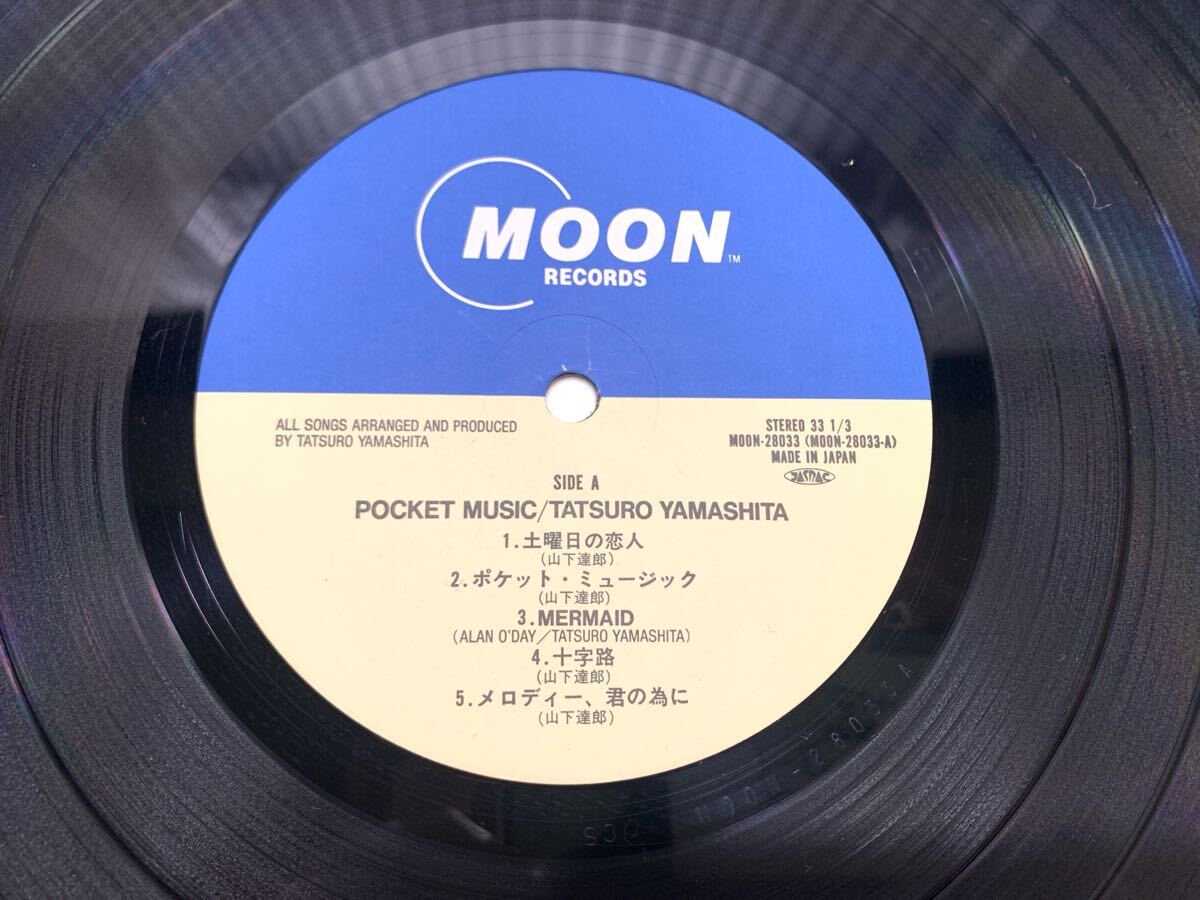 MOON™
RECORDS
ALL SONGS ARRANGED AND PRODUCED
BY TATSURO YAMASHITA
STEREO 33 1/3
MOON-28033 (MOON-28033-A)
MADE IN JAPAN
JASRAC
SIDE A
POCKET MUSIC/TATSURO YAMASHITA
1.土曜日の恋人
(山下達郎)
2.ポケット・ミュージック
(山下達郎)
3.MERMAID
(ALAN O'DAY/TATSURO YAMASHITA)
4.十字路
(山下達郎)
5.メロディー、君の為に
(山下達郎)
MOON-28033A